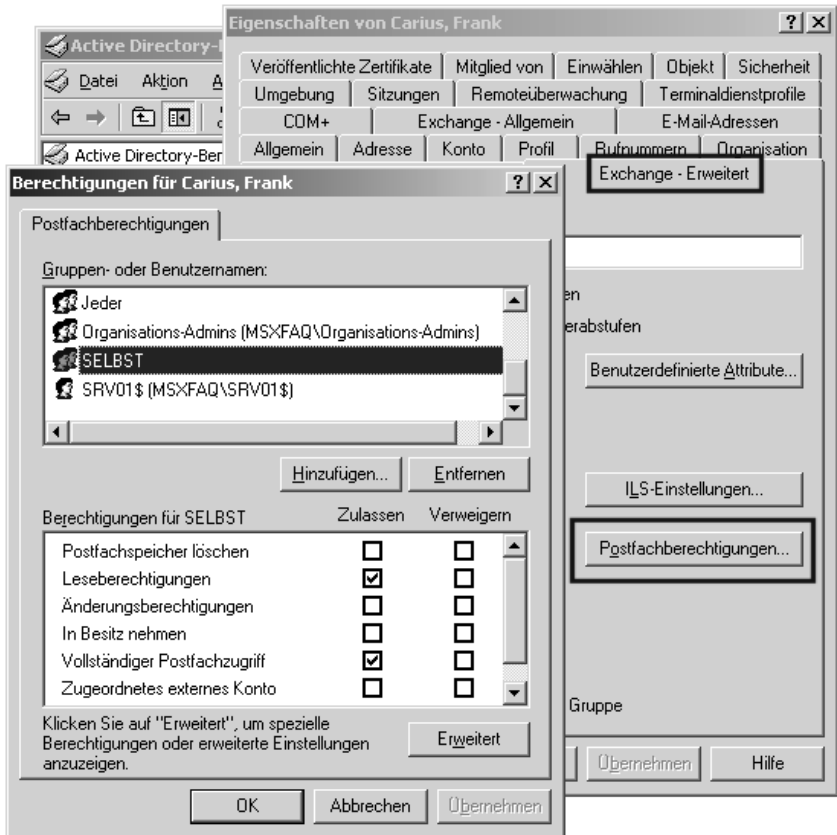 Eigenschaften von Carius, Frank
Active Directory-
Datei Aktion A
Veröffentlichte Zertifikate Mitglied von Einwählen Objekt Sicherheit
Umgebung Sitzungen Remoteüberwachung Terminaldienstprofile
COM+ Exchange - Allgemein E-Mail-Adressen
Allgemein Adresse Konto Profil Rufnummern Organisation
Exchange - Erweitert
Active Directory-Ber
Berechtigungen für Carius, Frank
Postfachberechtigungen
Gruppen- oder Benutzernamen:
Jeder
Organisations-Admins (MSXFAQ\Organisations-Admins)
SELBST
SRV01$ (MSXFAQ\SRV01$)
Hinzufügen... Entfernen
Berechtigungen für SELBST Zulassen Verweigern
Postfachspeicher löschen
Leseberechtigungen
Änderungsberechtigungen
In Besitz nehmen
Vollständiger Postfachzugriff
Zugeordnetes externes Konto
Klicken Sie auf "Erweitert", um spezielle
Berechtigungen oder erweiterte Einstellungen
anzuzeigen.
Erweitert
OK Abbrechen Übernehmen
en
erabstufen
Benutzerdefinierte Attribute...
ILS-Einstellungen...
Postfachberechtigungen...
Gruppe
Übernehmen Hilfe